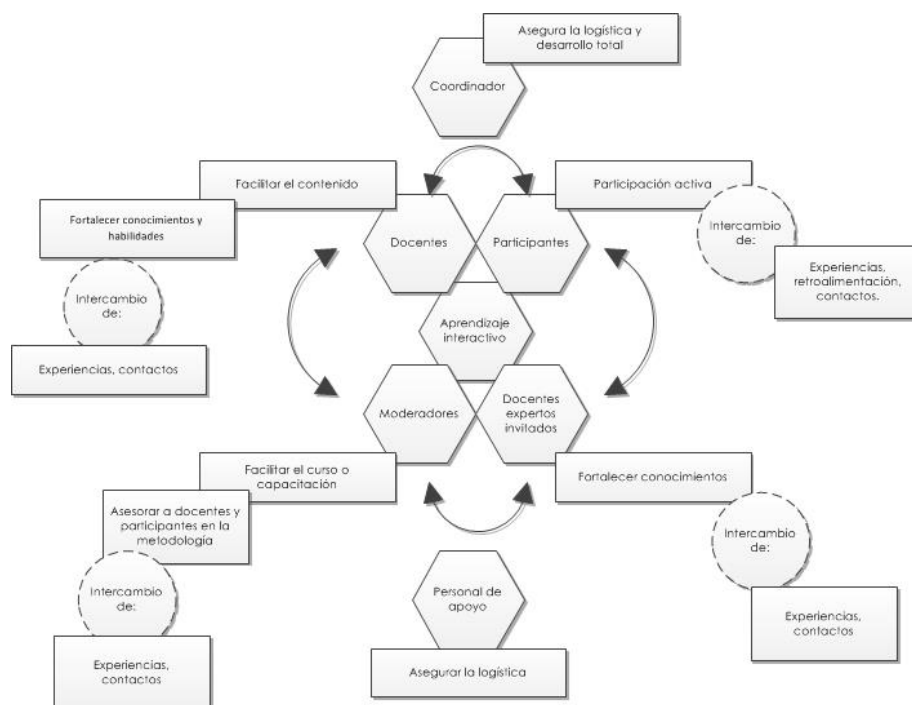 Asegura la logística y
desarrollo total
Coordinador
Facilitar el contenido
Participación activa
Fortalecer conocimientos y
habilidades
Docentes
Participantes
Intercambio
de:
Experiencias,
retroalimentación,
contactos.
Intercambio
de:
Experiencias, contactos
Aprendizaje
interactivo
Moderadores
Docentes
expertos
invitados
Facilitar el curso o
capacitación
Fortalecer conocimientos
Asesorar a docentes y
participantes en la
metodología
Intercambio
de:
Intercambio
de:
Experiencias,
contactos
Personal de
apoyo
Asegurar la logística
Experiencias,
contactos